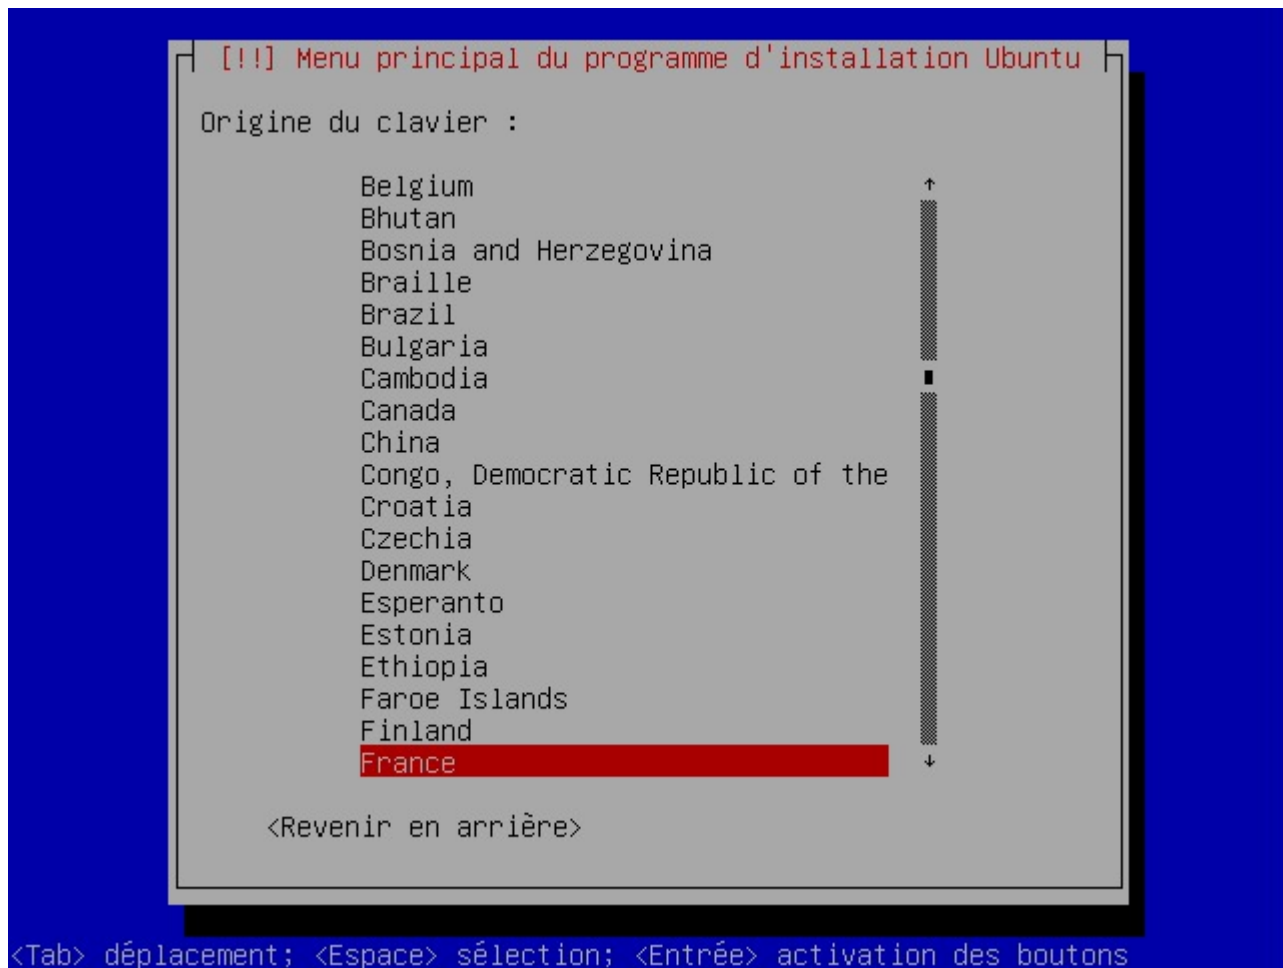 [!!] Menu principal du programme d'installation Ubuntu
Origine du clavier :
Belgium
Bhutan
Bosnia and Herzegovina
Braille
Brazil
Bulgaria
Cambodia
Canada
China
Congo, Democratic Republic of the
Croatia
Czechia
Denmark
Esperanto
Estonia
Ethiopia
Faroe Islands
Finland
France
<Revenir en arrière>
<Tab> déplacement; <Espace> sélection; <Entrée> activation des boutons